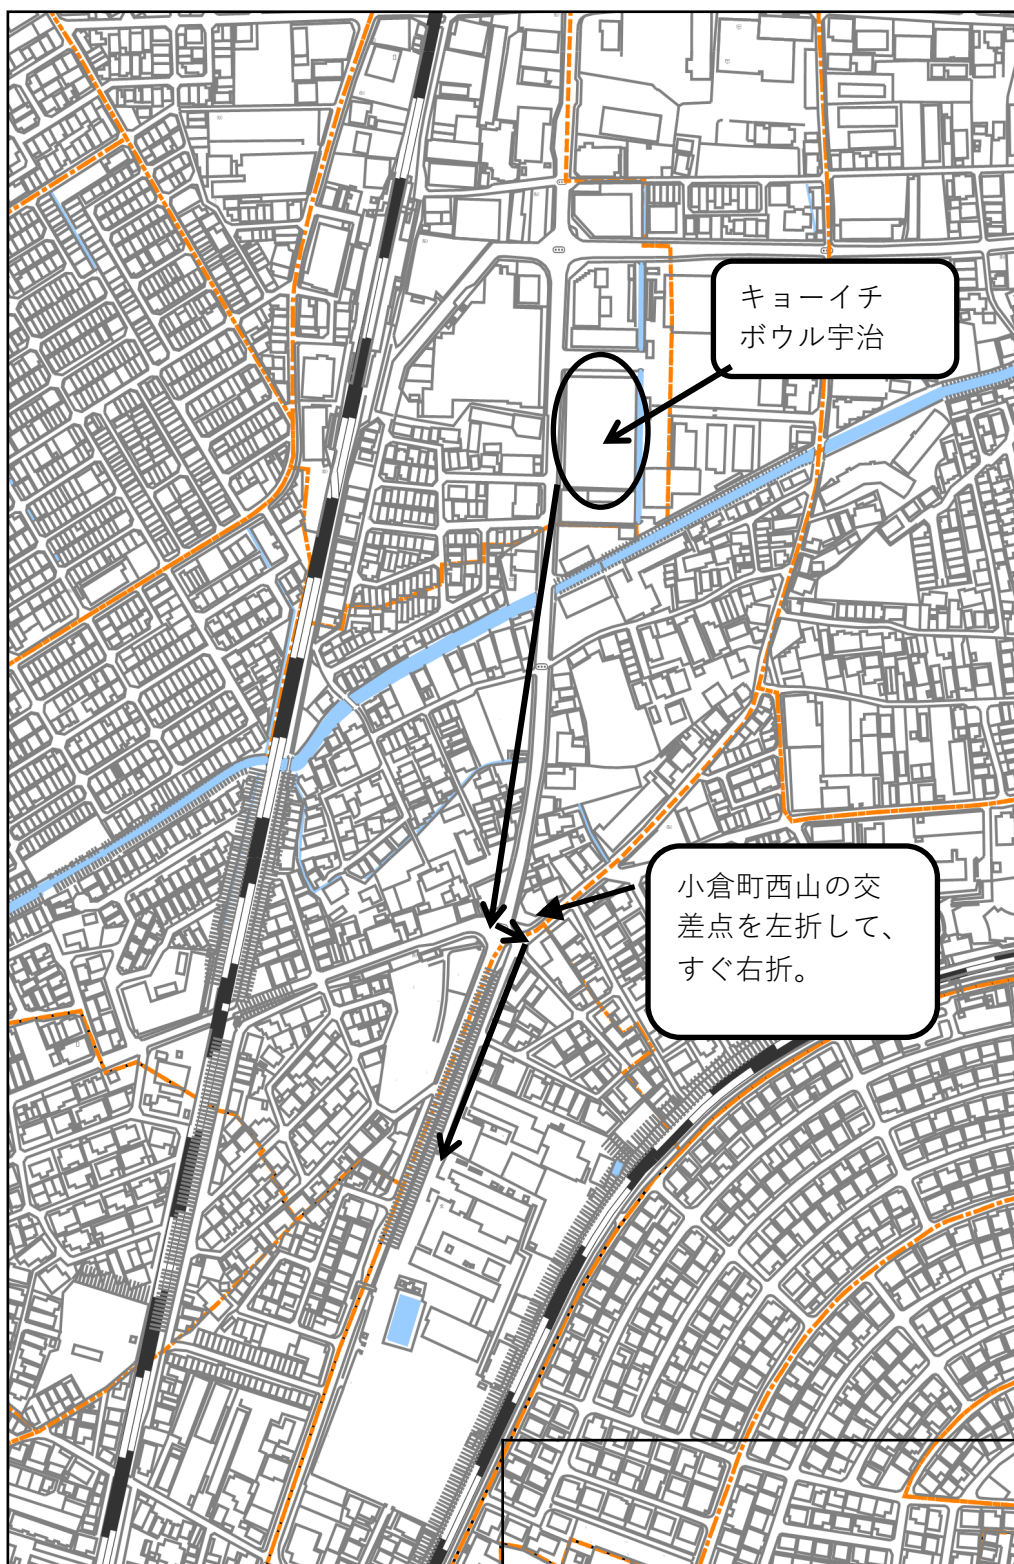 キョーイチ
ボウル宇治
小倉町西山の交
差点を左折して、
すぐ右折。